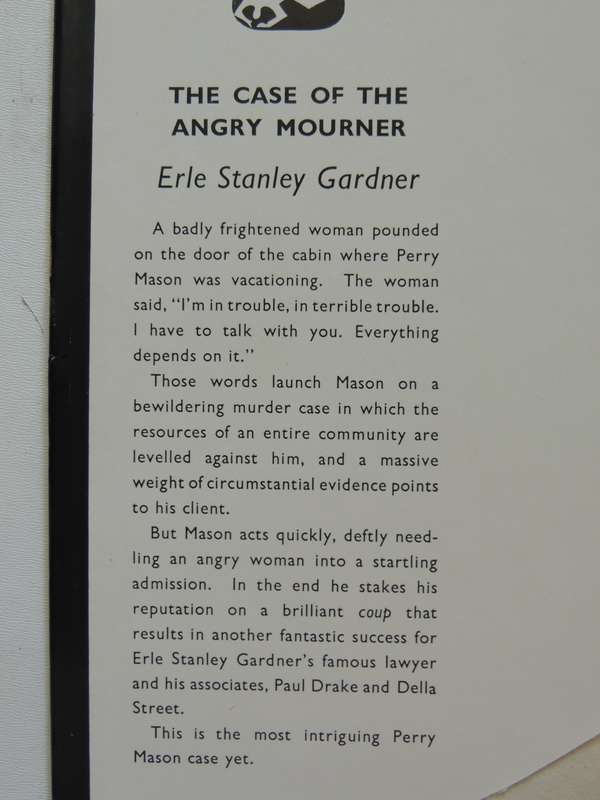 THE CASE OF THE
ANGRY MOURNER
Erle Stanley Gardner
A badly frightened woman pounded
on the door of the cabin where Perry
Mason was vacationing. The woman
said, “I’m in trouble, in terrible trouble.
I have to talk with you. Everything
depends on it.”
Those words launch Mason on a
bewildering murder case in which the
resources of an entire community are
levelled against him, and a massive
weight of circumstantial evidence points
to his client.
But Mason acts quickly, deftly need-
ling an angry woman into a startling
admission. In the end he stakes his
reputation on a brilliant coup that
results in another fantastic success for
Erle Stanley Gardner’s famous lawyer
and his associates, Paul Drake and Della
Street.
This is the most intriguing Perry
Mason case yet.